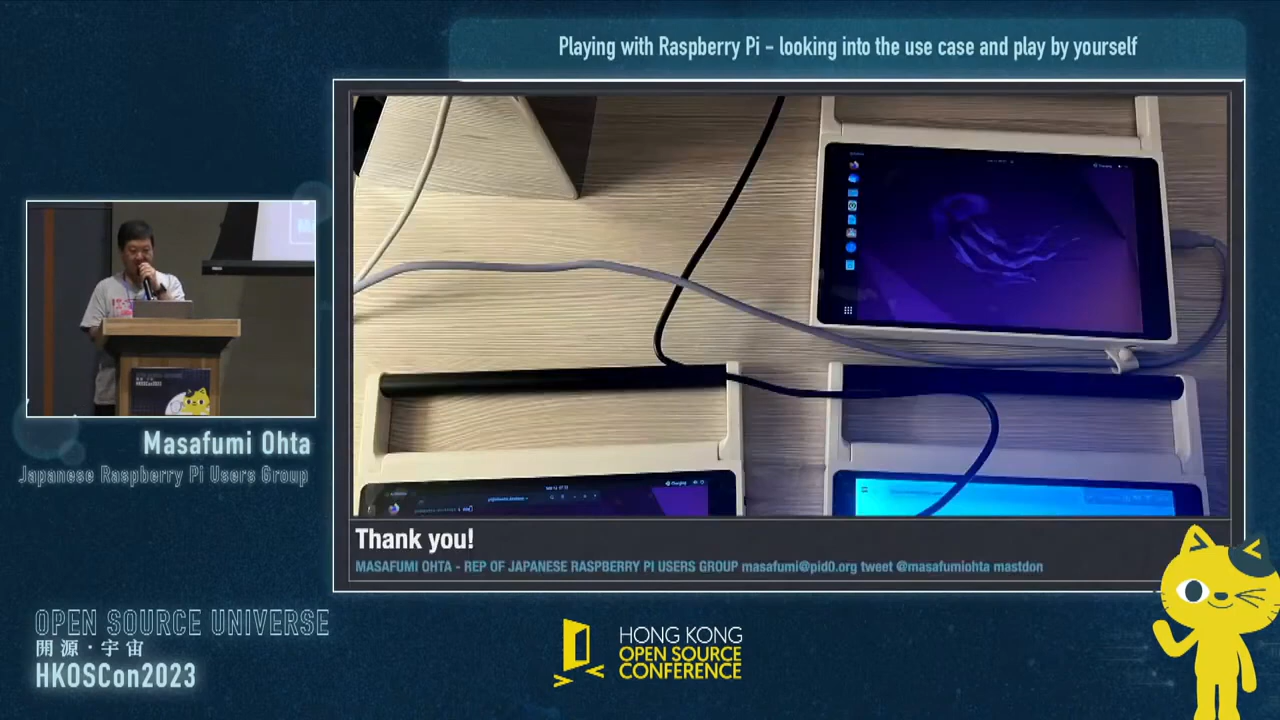 Playing with Raspberry Pi - looking into the use case and play by yourself
Masafumi Ohta
Japanese Raspberry Pi Users Group
Thank you!
MASAFUMI OHTA - REP OF JAPANESE RASPBERRY PI USERS GROUP masafumi@pid0.org tweet @masafumiohta mastdon
OPEN SOURCE UNIVERSE
開源·宇宙
HKOSCon2023
HONG KONG
OPEN SOURCE
CONFERENCE